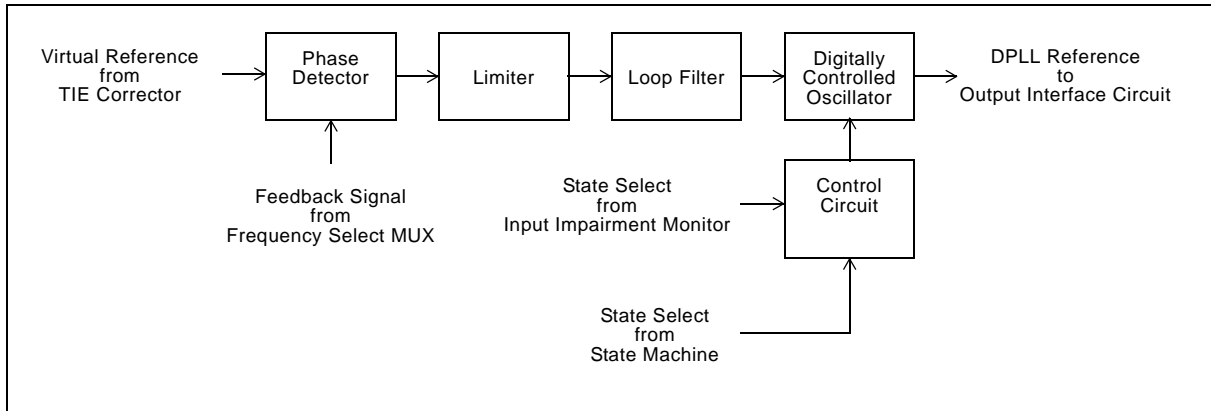 Virtual Reference
from
TIE Corrector
Phase
Detector
Limiter
Loop Filter
Digitally
Controlled
Oscillator
DPLL Reference
to
Output Interface Circuit
Feedback Signal
from
Frequency Select MUX
State Select
from
Input Impairment Monitor
Control
Circuit
State Select
from
State Machine